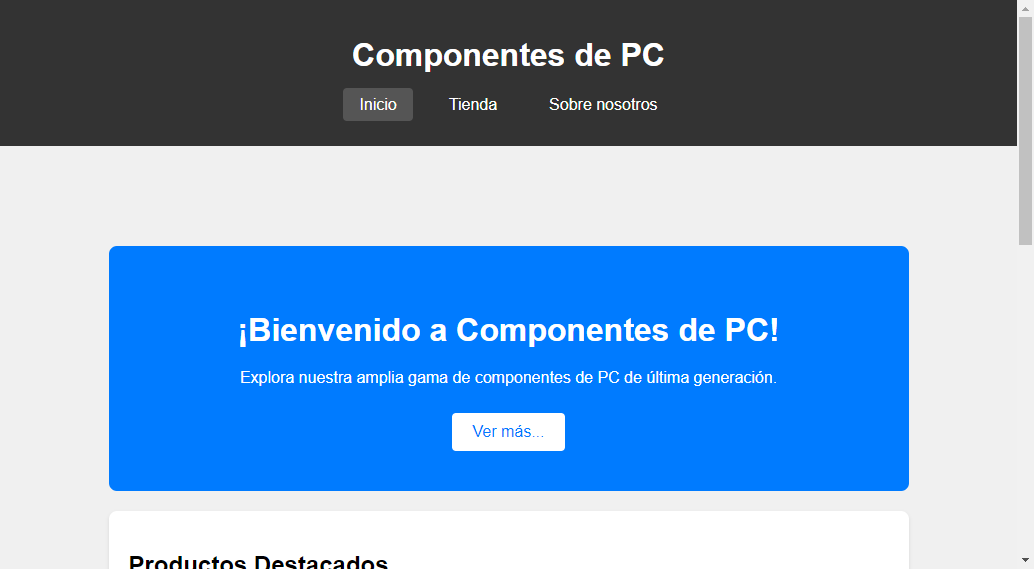 Componentes de PC
Inicio Tienda Sobre nosotros
¡Bienvenido a Componentes de PC!
Explora nuestra amplia gama de componentes de PC de última generación.
Ver más...
Productos Destacados